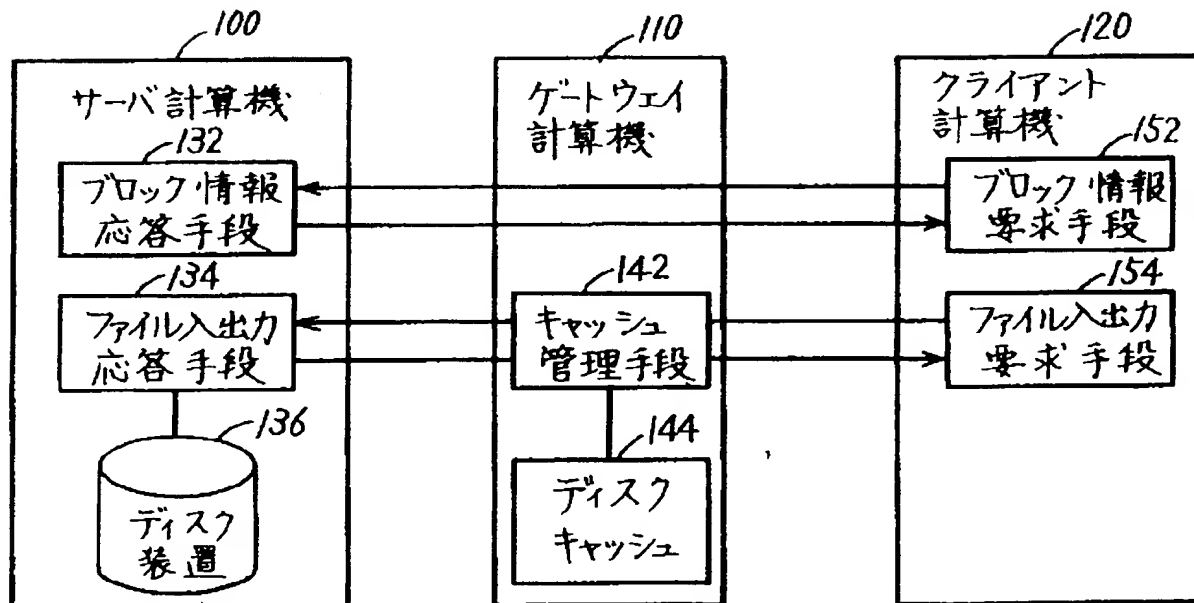 100
サーバ計算機
132
ブロック情報
応答手段
134
ファイル入出力
応答手段
136
ディスク
装置
110
ゲートウェイ
計算機
142
キャッシュ
管理手段
144
ディスク
キャッシュ
120
クライアント
計算機
152
ブロック情報
要求手段
154
ファイル入出力
要求手段